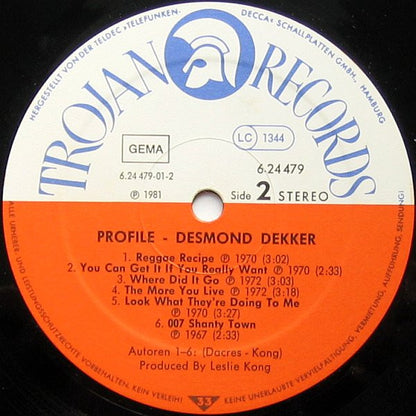 HERGESTELLT VON DER TELDEC »TELEFUNKEN-DECCA« SCHALLPLATTEN GMBH., HAMBURG
TROJAN RECORDS
GEMA
LC 1344
6.24 479-01-2
6.24 479
℗ 1981
Side 2 STEREO
PROFILE - DESMOND DEKKER
1. Reggae Recipe ℗ 1970 (3:02)
2. You Can Get It If You Really Want ℗ 1970 (2:33)
3. Where Did It Go ℗ 1972 (3:03)
4. The More You Live ℗ 1972 (3:18)
5. Look What They're Doing To Me
℗ 1970 (3:27)
6. 007 Shanty Town
℗ 1967 (2:33)
Autoren 1-6: (Dacres - Kong)
Produced By Leslie Kong
ALLE URHEBER- UND LEISTUNGSSCHUTZRECHTE VORBEHALTEN. KEIN VERLEIH! KEINE UNERLAUBTE VERVIELFÄLTIGUNG, VERMIETUNG, AUFFÜHRUNG, SENDUNG!
33